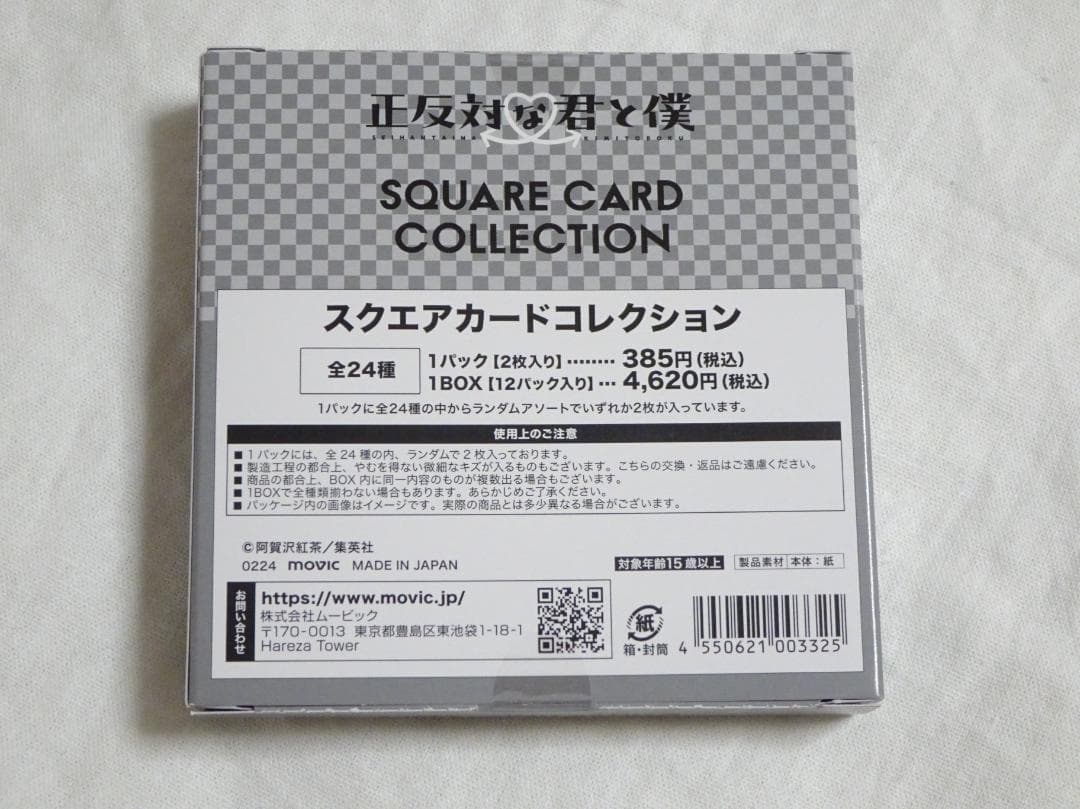 正反対な君と僕
SEIHANTAINA KIMITOBOKU
SQUARE CARD
COLLECTION
スクエアカードコレクション
全24種
1パック【2枚入り】‥‥‥‥ 385円(税込)
1BOX【12パック入り】‥‥ 4,620円(税込)
1パックに全24種の中からランダムアソートでいずれか2枚が入っています。
使用上のご注意
■ 1パックには、全24種の内、ランダムで2枚入っております。
■ 製造工程の都合上、やむを得ない微細なキズが入るものもございます。こちらの交換・返品はご遠慮ください。
■ 商品の都合上、BOX内に同一内容のものが複数出る場合もございます。
■ 1BOXで全種類揃わない場合もあります。あらかじめご了承ください。
■ パッケージ内の画像はイメージです。実際の商品とは多少異なる場合がございます。
©阿賀沢紅茶/集英社
0224 movic MADE IN JAPAN
対象年齢15歳以上
製品素材 本体:紙
お問い合わせ
https://www.movic.jp/
株式会社ムービック
〒170-0013 東京都豊島区東池袋1-18-1
Hareza Tower
紙
箱・封筒
4 550621 003325